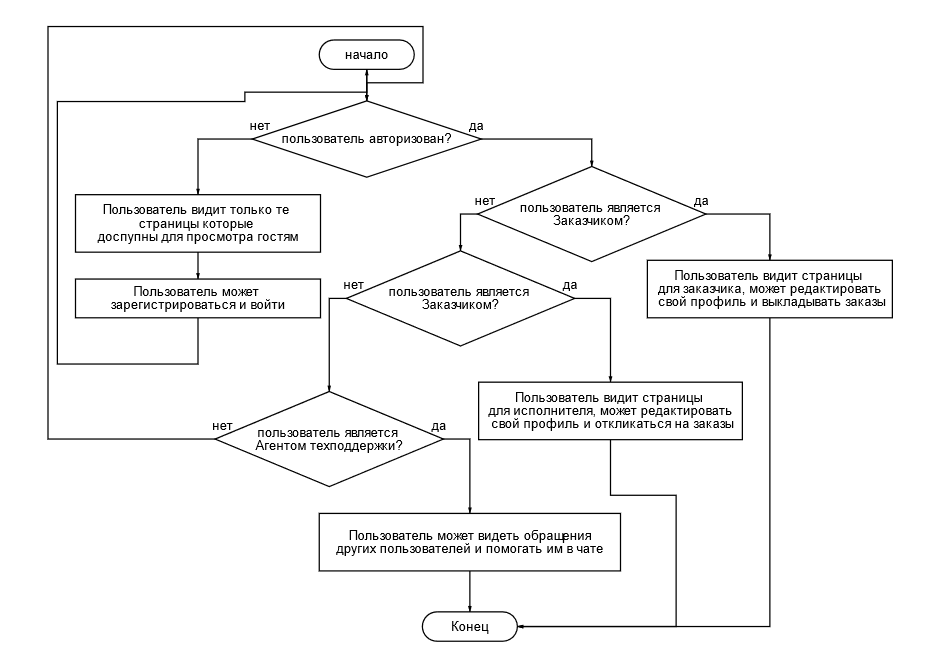 начало
нет
да
пользователь авторизован?
нет
да
Пользователь видит только те
страницы которые
доспупны для просмотра гостям
пользователь является
Заказчиком?
Пользователь может
зарегистрироваться и войти
нет
да
пользователь является
Заказчиком?
Пользователь видит страницы
для заказчика, может редактировать
свой профиль и выкладывать заказы
Пользователь видит страницы
для исполнителя, может редактировать
свой профиль и откликаться на заказы
нет
да
пользователь является
Агентом техподдержки?
Пользователь может видеть обращения
других пользователей и помогать им в чате
Конец